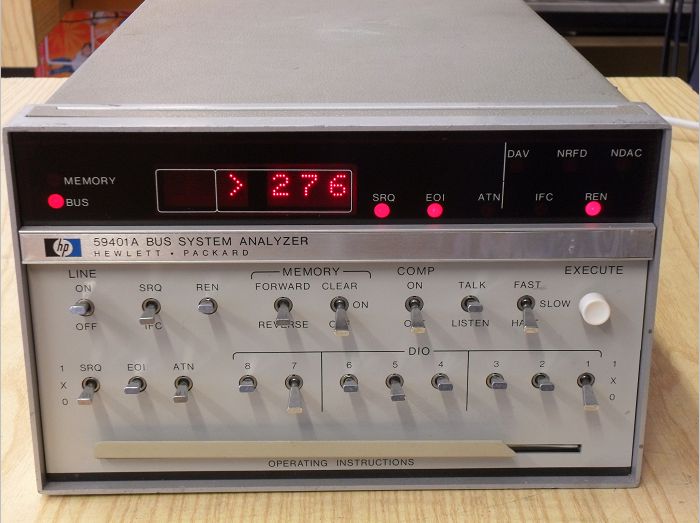 DAV NRFD NDAC
MEMORY
BUS
> 276
SRQ EOI ATN IFC REN
hp 59401A BUS SYSTEM ANALYZER
HEWLETT • PACKARD
LINE MEMORY COMP EXECUTE
ON SRQ REN FORWARD CLEAR ON TALK FAST
ON SLOW
OFF IFC REVERSE LISTEN
DIO
1 SRQ EOI ATN 8 7 6 5 4 3 2 1 1
X X
0 0
OPERATING INSTRUCTIONS